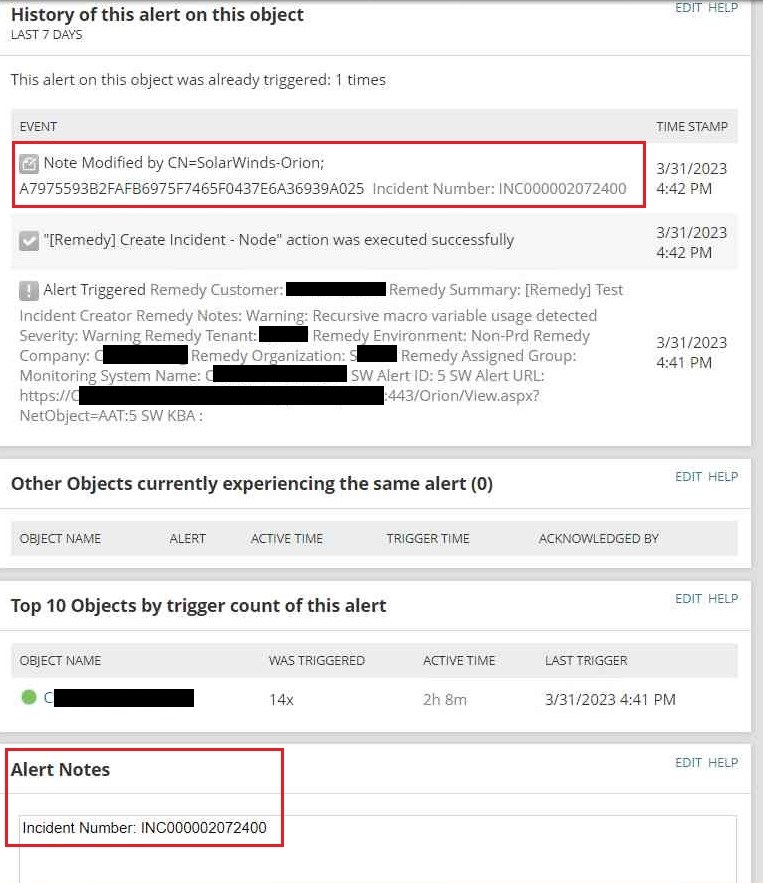 History of this alert on this object
EDIT HELP
LAST 7 DAYS
This alert on this object was already triggered: 1 times
EVENT
TIME STAMP
Note Modified by CN=SolarWinds-Orion;
A7975593B2FAFB6975F7465F0437E6A36939A025 Incident Number: INC000002072400
3/31/2023
4:42 PM
"[Remedy] Create Incident - Node" action was executed successfully
3/31/2023
4:42 PM
Alert Triggered Remedy Customer: Remedy Summary: [Remedy] Test
Incident Creator Remedy Notes: Warning: Recursive macro variable usage detected
Severity: Warning Remedy Tenant: Remedy Environment: Non-Prd Remedy
Company: C Remedy Organization: S Remedy Assigned Group:
Monitoring System Name: C SW Alert ID: 5 SW Alert URL:
https://C :443/Orion/View.aspx?
NetObject=AAT:5 SW KBA :
3/31/2023
4:41 PM
Other Objects currently experiencing the same alert (0)
EDIT HELP
OBJECT NAME ALERT ACTIVE TIME TRIGGER TIME ACKNOWLEDGED BY
Top 10 Objects by trigger count of this alert
EDIT HELP
OBJECT NAME WAS TRIGGERED ACTIVE TIME LAST TRIGGER
C 14x 2h 8m 3/31/2023 4:41 PM
Alert Notes
EDIT HELP
Incident Number: INC000002072400